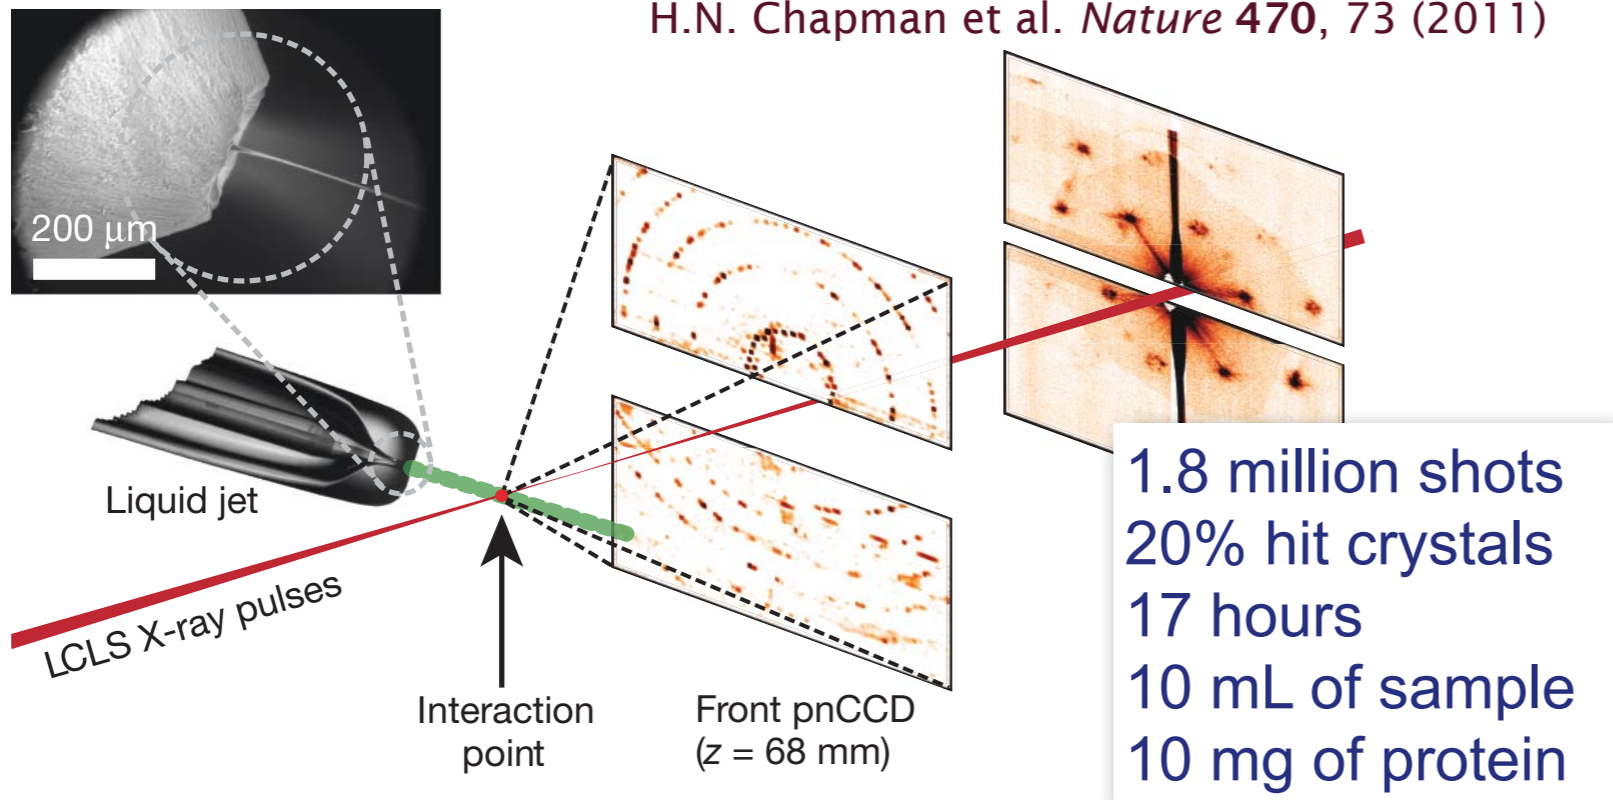 H.N. Chapman et al. Nature 470, 73 (2011)
200 μm
Liquid jet
LCLS X-ray pulses
Interaction
point
Front pnCCD
(z = 68 mm)
1.8 million shots
20% hit crystals
17 hours
10 mL of sample
10 mg of protein